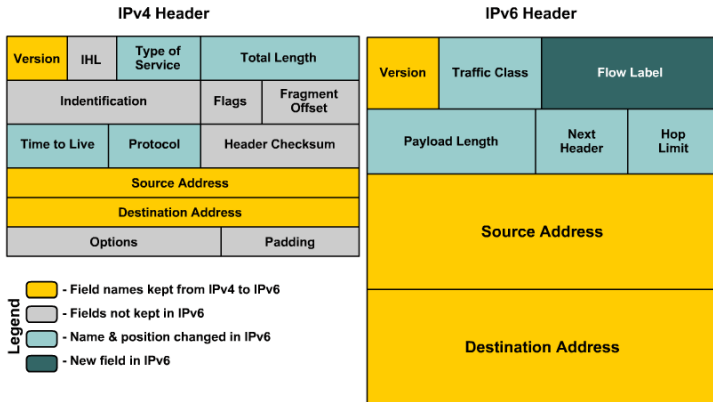 IPv4 Header
IPv6 Header
Version
IHL
Type of
Service
Total Length
Indentification
Flags
Fragment
Offset
Time to Live
Protocol
Header Checksum
Source Address
Destination Address
Options
Padding
Version
Traffic Class
Flow Label
Payload Length
Next
Header
Hop
Limit
Source Address
Destination Address
Legend
- Field names kept from IPv4 to IPv6
- Fields not kept in IPv6
- Name & position changed in IPv6
- New field in IPv6